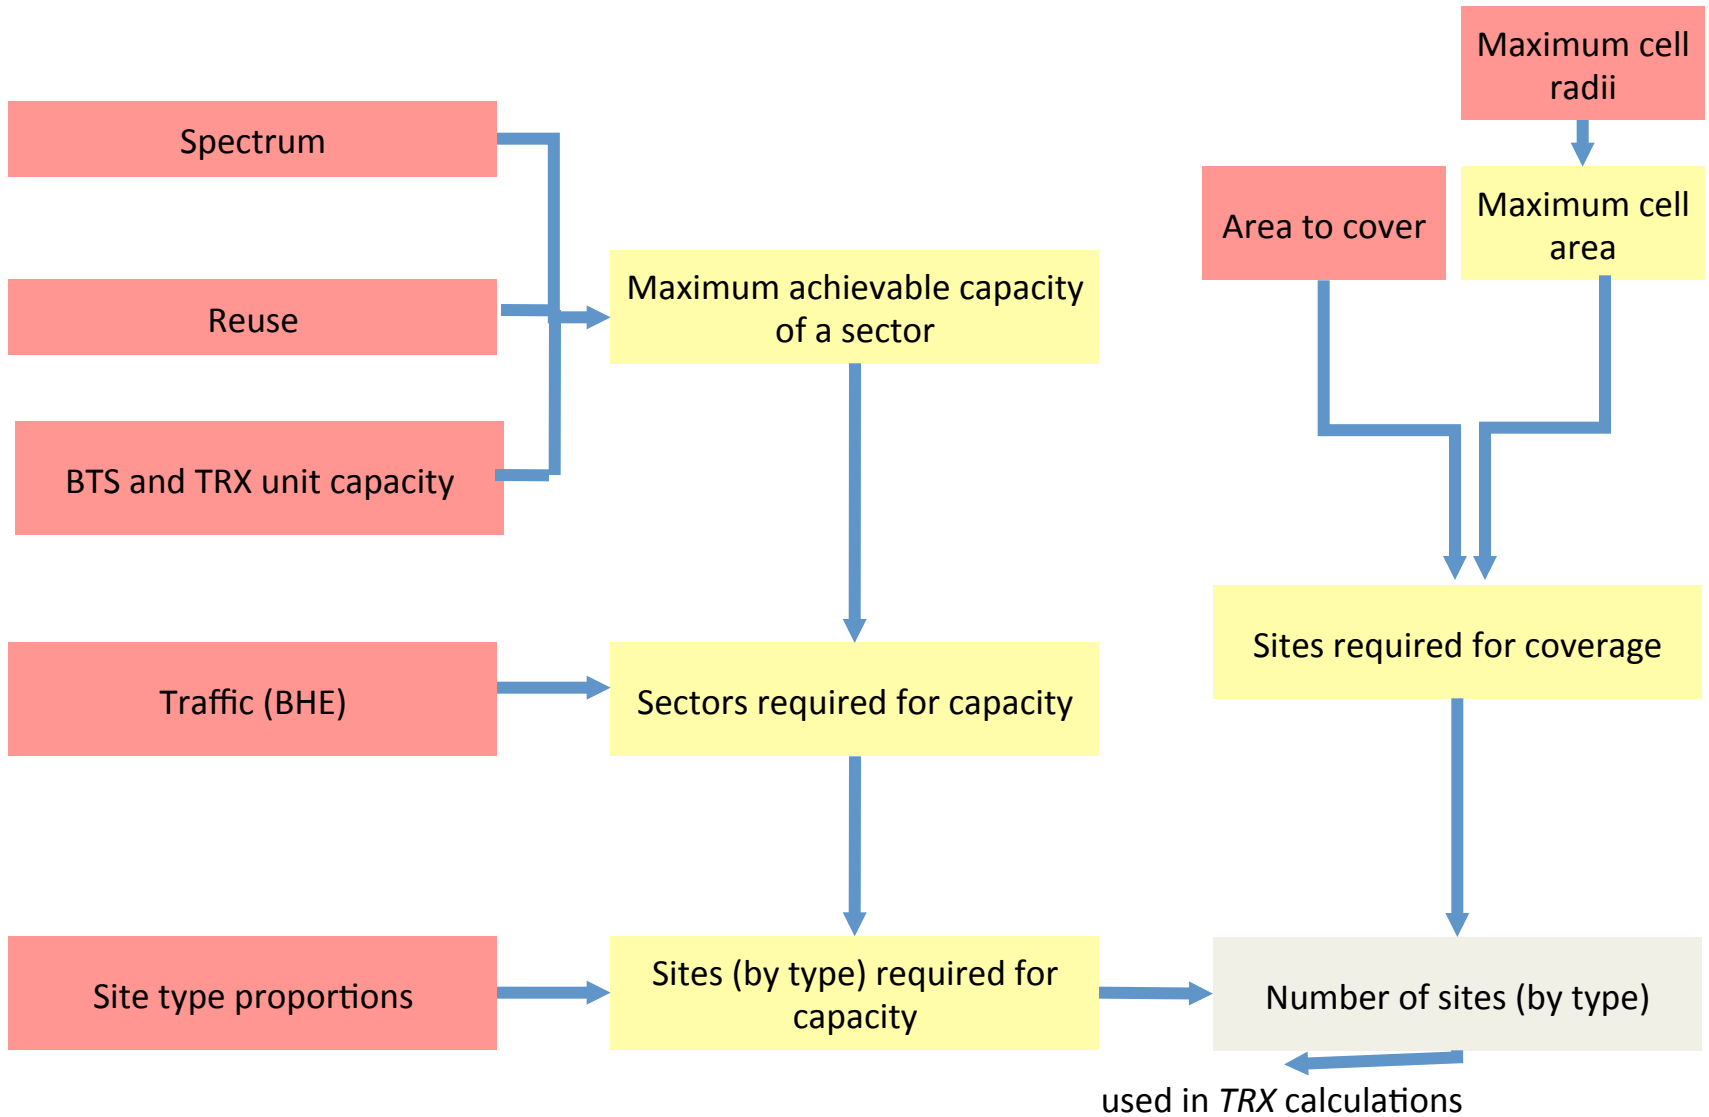 Maximum cell
radii
Spectrum
Area to cover
Maximum cell
area
Reuse
Maximum achievable capacity
of a sector
BTS and TRX unit capacity
Traffic (BHE)
Sectors required for capacity
Sites required for coverage
Site type proportions
Sites (by type) required for
capacity
Number of sites (by type)
used in TRX calculations